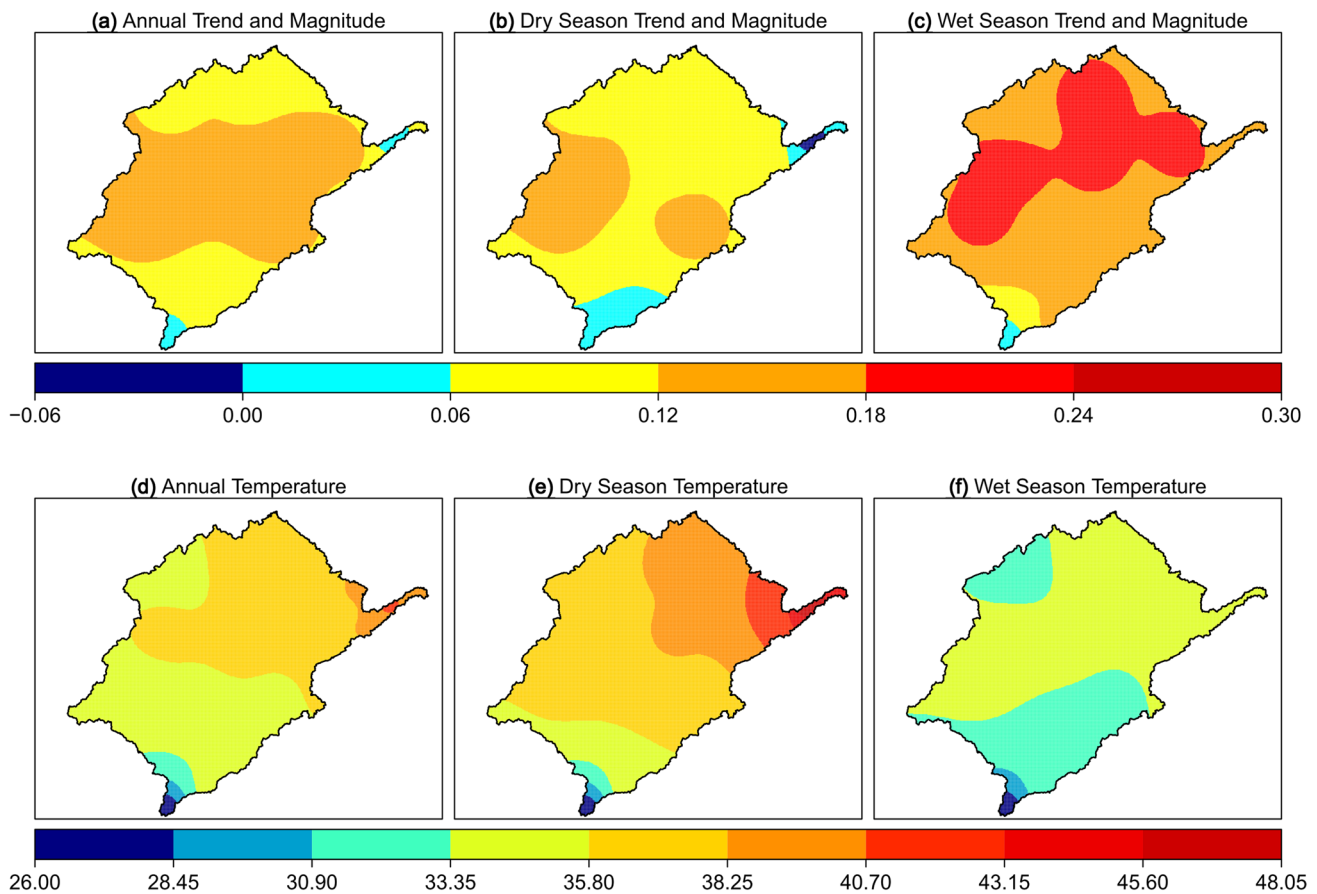 (a) Annual Trend and Magnitude (b) Dry Season Trend and Magnitude (c) Wet Season Trend and Magnitude
−0.06 0.00 0.06 0.12 0.18 0.24 0.30
(d) Annual Temperature (e) Dry Season Temperature (f) Wet Season Temperature
26.00 28.45 30.90 33.35 35.80 38.25 40.70 43.15 45.60 48.05